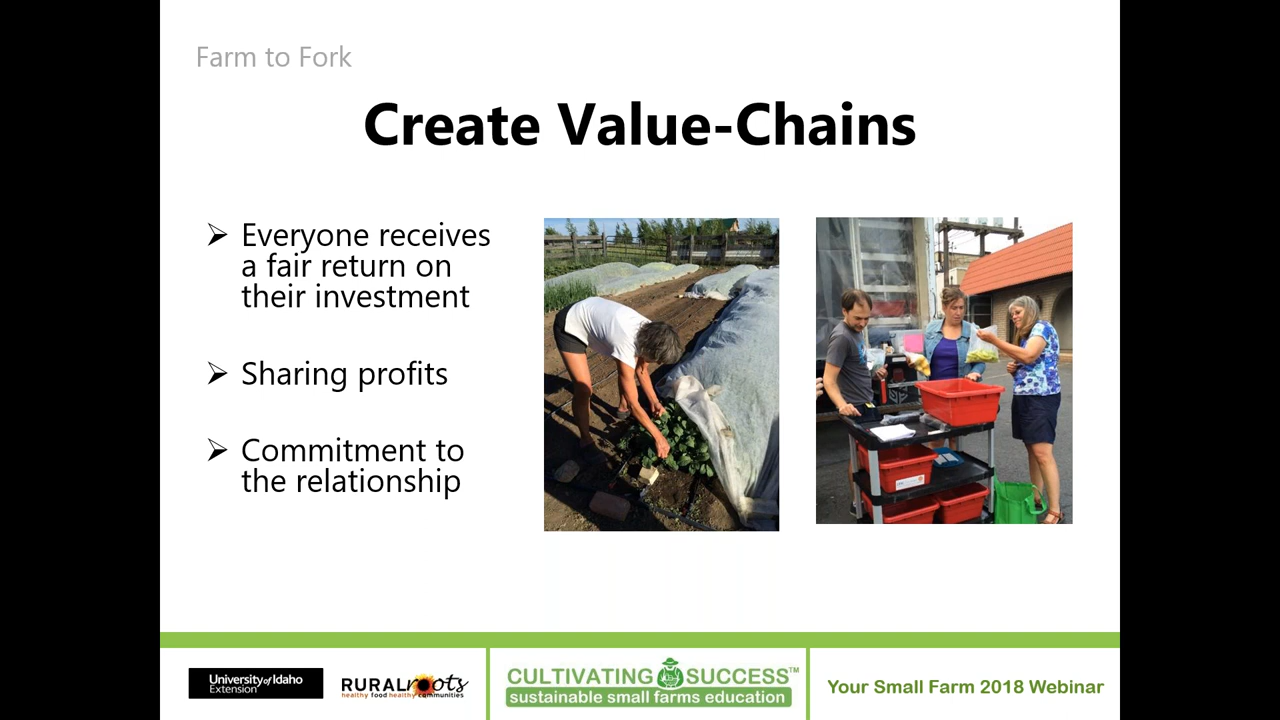 Farm to Fork
Create Value-Chains
Everyone receives
a fair return on
their investment
Sharing profits
Commitment to
the relationship
University of Idaho
Extension
RURAL roots
healthy food healthy communities
CULTIVATING SUCCESS™
sustainable small farms education
Your Small Farm 2018 Webinar